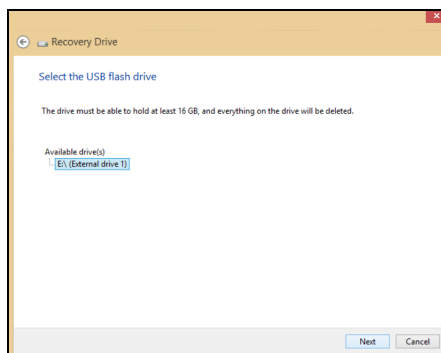 Recovery Drive
Select the USB flash drive
The drive must be able to hold at least 16 GB, and everything on the drive will be deleted.
Available drive(s)
E:\ (External drive 1)
Next Cancel